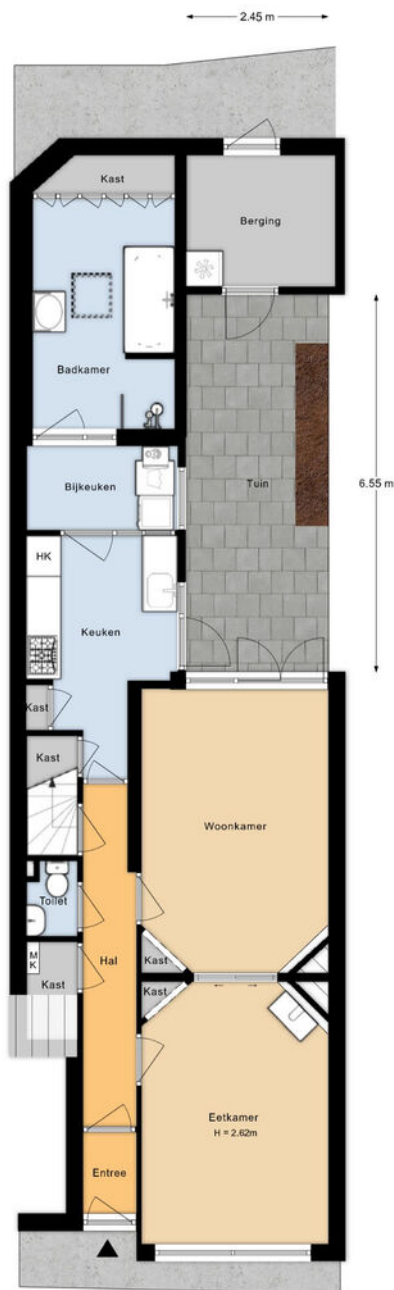 2.45 m
Kast
Berging
Badkamer
Bijkeuken
Tuin
6.55 m
HK
Keuken
Kast
Kast
Woonkamer
Toilet
Hal
Kast
M
K
Kast
Kast
Eetkamer
H = 2.62m
Entree